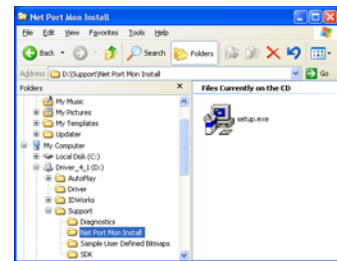 Net Port Mon Install
File Edit View Favorites Tools Help
Back Search Folders
Address D:\Support\Net Port Mon Install Go
Folders
Files Currently on the CD
My Music
My Pictures
My Templates
Updater
My Computer
Local Disk (C:)
Driver_4_1 (D:)
AutoPlay
Driver
IDWorks
Support
Diagnostics
Net Port Mon Install
Sample User Defined Bitmaps
SDK
setup.exe